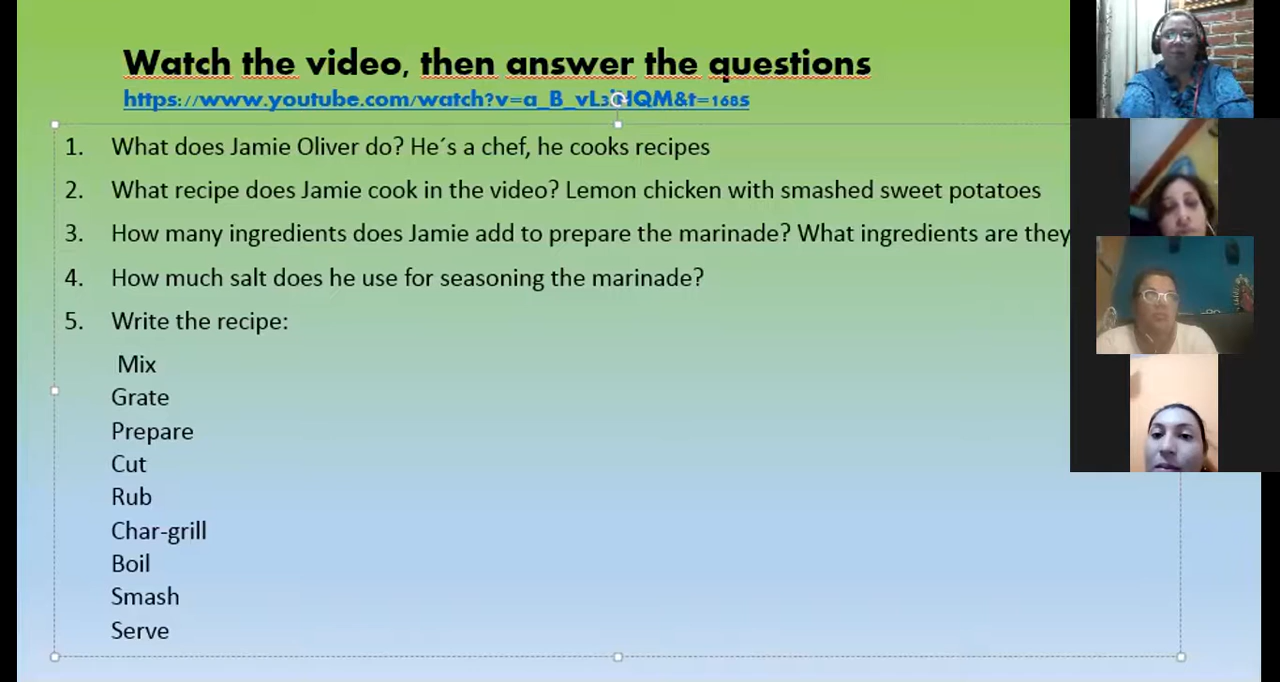 Watch the video, then answer the questions
1. What does Jamie Oliver do? He´s a chef, he cooks recipes
2. What recipe does Jamie cook in the video? Lemon chicken with smashed sweet potatoes
3. How many ingredients does Jamie add to prepare the marinade? What ingredients are they
4. How much salt does he use for seasoning the marinade?
5. Write the recipe:
Mix
Grate
Prepare
Cut
Rub
Char-grill
Boil
Smash
Serve